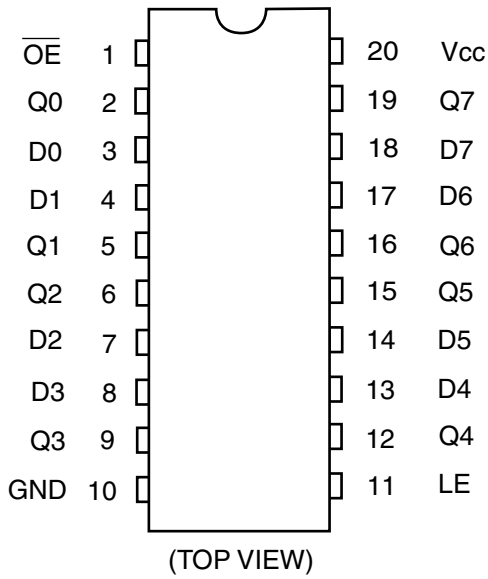 O̅E̅ 1 20 Vcc
Q0 2 19 Q7
D0 3 18 D7
D1 4 17 D6
Q1 5 16 Q6
Q2 6 15 Q5
D2 7 14 D5
D3 8 13 D4
Q3 9 12 Q4
GND 10 11 LE
(TOP VIEW)